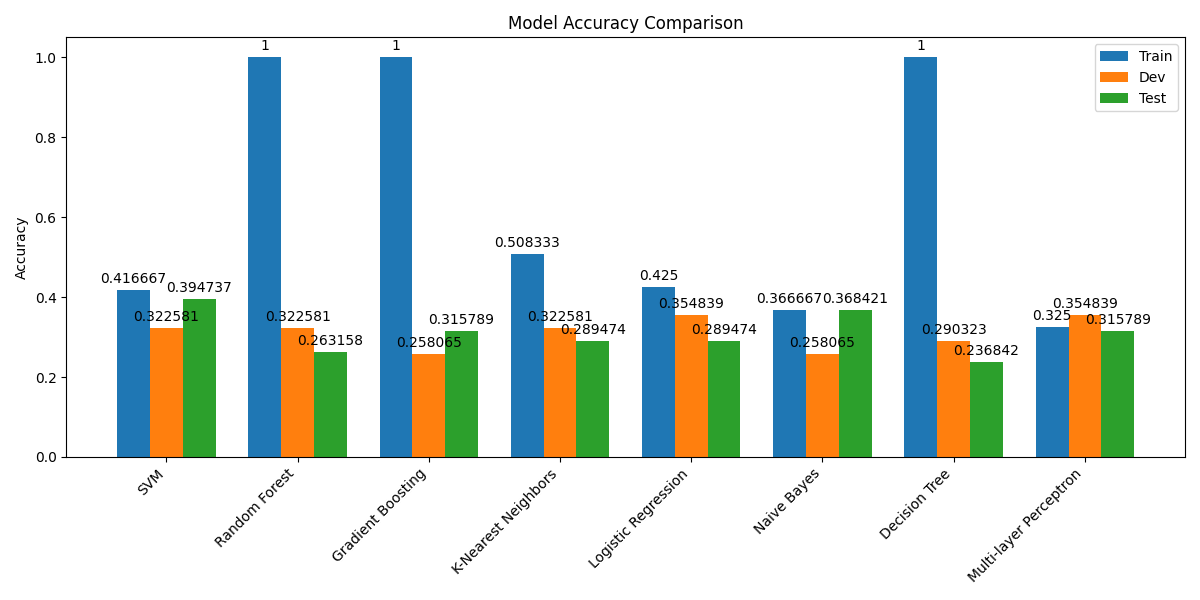 Model Accuracy Comparison
Train
Dev
Test
Accuracy
1.0
0.8
0.6
0.4
0.2
0.0
0.416667
0.322581
0.394737
1
0.322581
0.263158
1
0.258065
0.315789
0.508333
0.322581
0.289474
0.425
0.354839
0.289474
0.366667
0.258065
0.368421
1
0.290323
0.236842
0.325
0.354839
0.315789
SVM
Random Forest
Gradient Boosting
K-Nearest Neighbors
Logistic Regression
Naive Bayes
Decision Tree
Multi-layer Perceptron